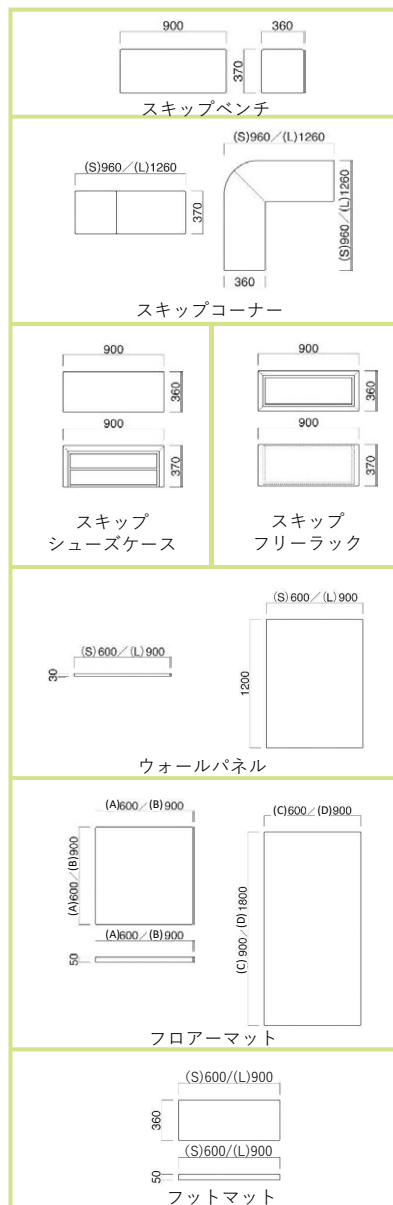 900
360
370
スキップベンチ
(S)960／(L)1260
(S)960／(L)1260
370
(S)960／(L)1260
360
スキップコーナー
900
360
900
370
スキップ
シューズケース
900
360
900
370
スキップ
フリーラック
(S)600／(L)900
30
(S)600／(L)900
1200
ウォールパネル
(A)600／(B)900
(A)600／(B)900
(A)600／(B)900
50
(C)600／(D)900
(C)900／(D)1800
フロアーマット
(S)600/(L)900
360
(S)600/(L)900
50
フットマット